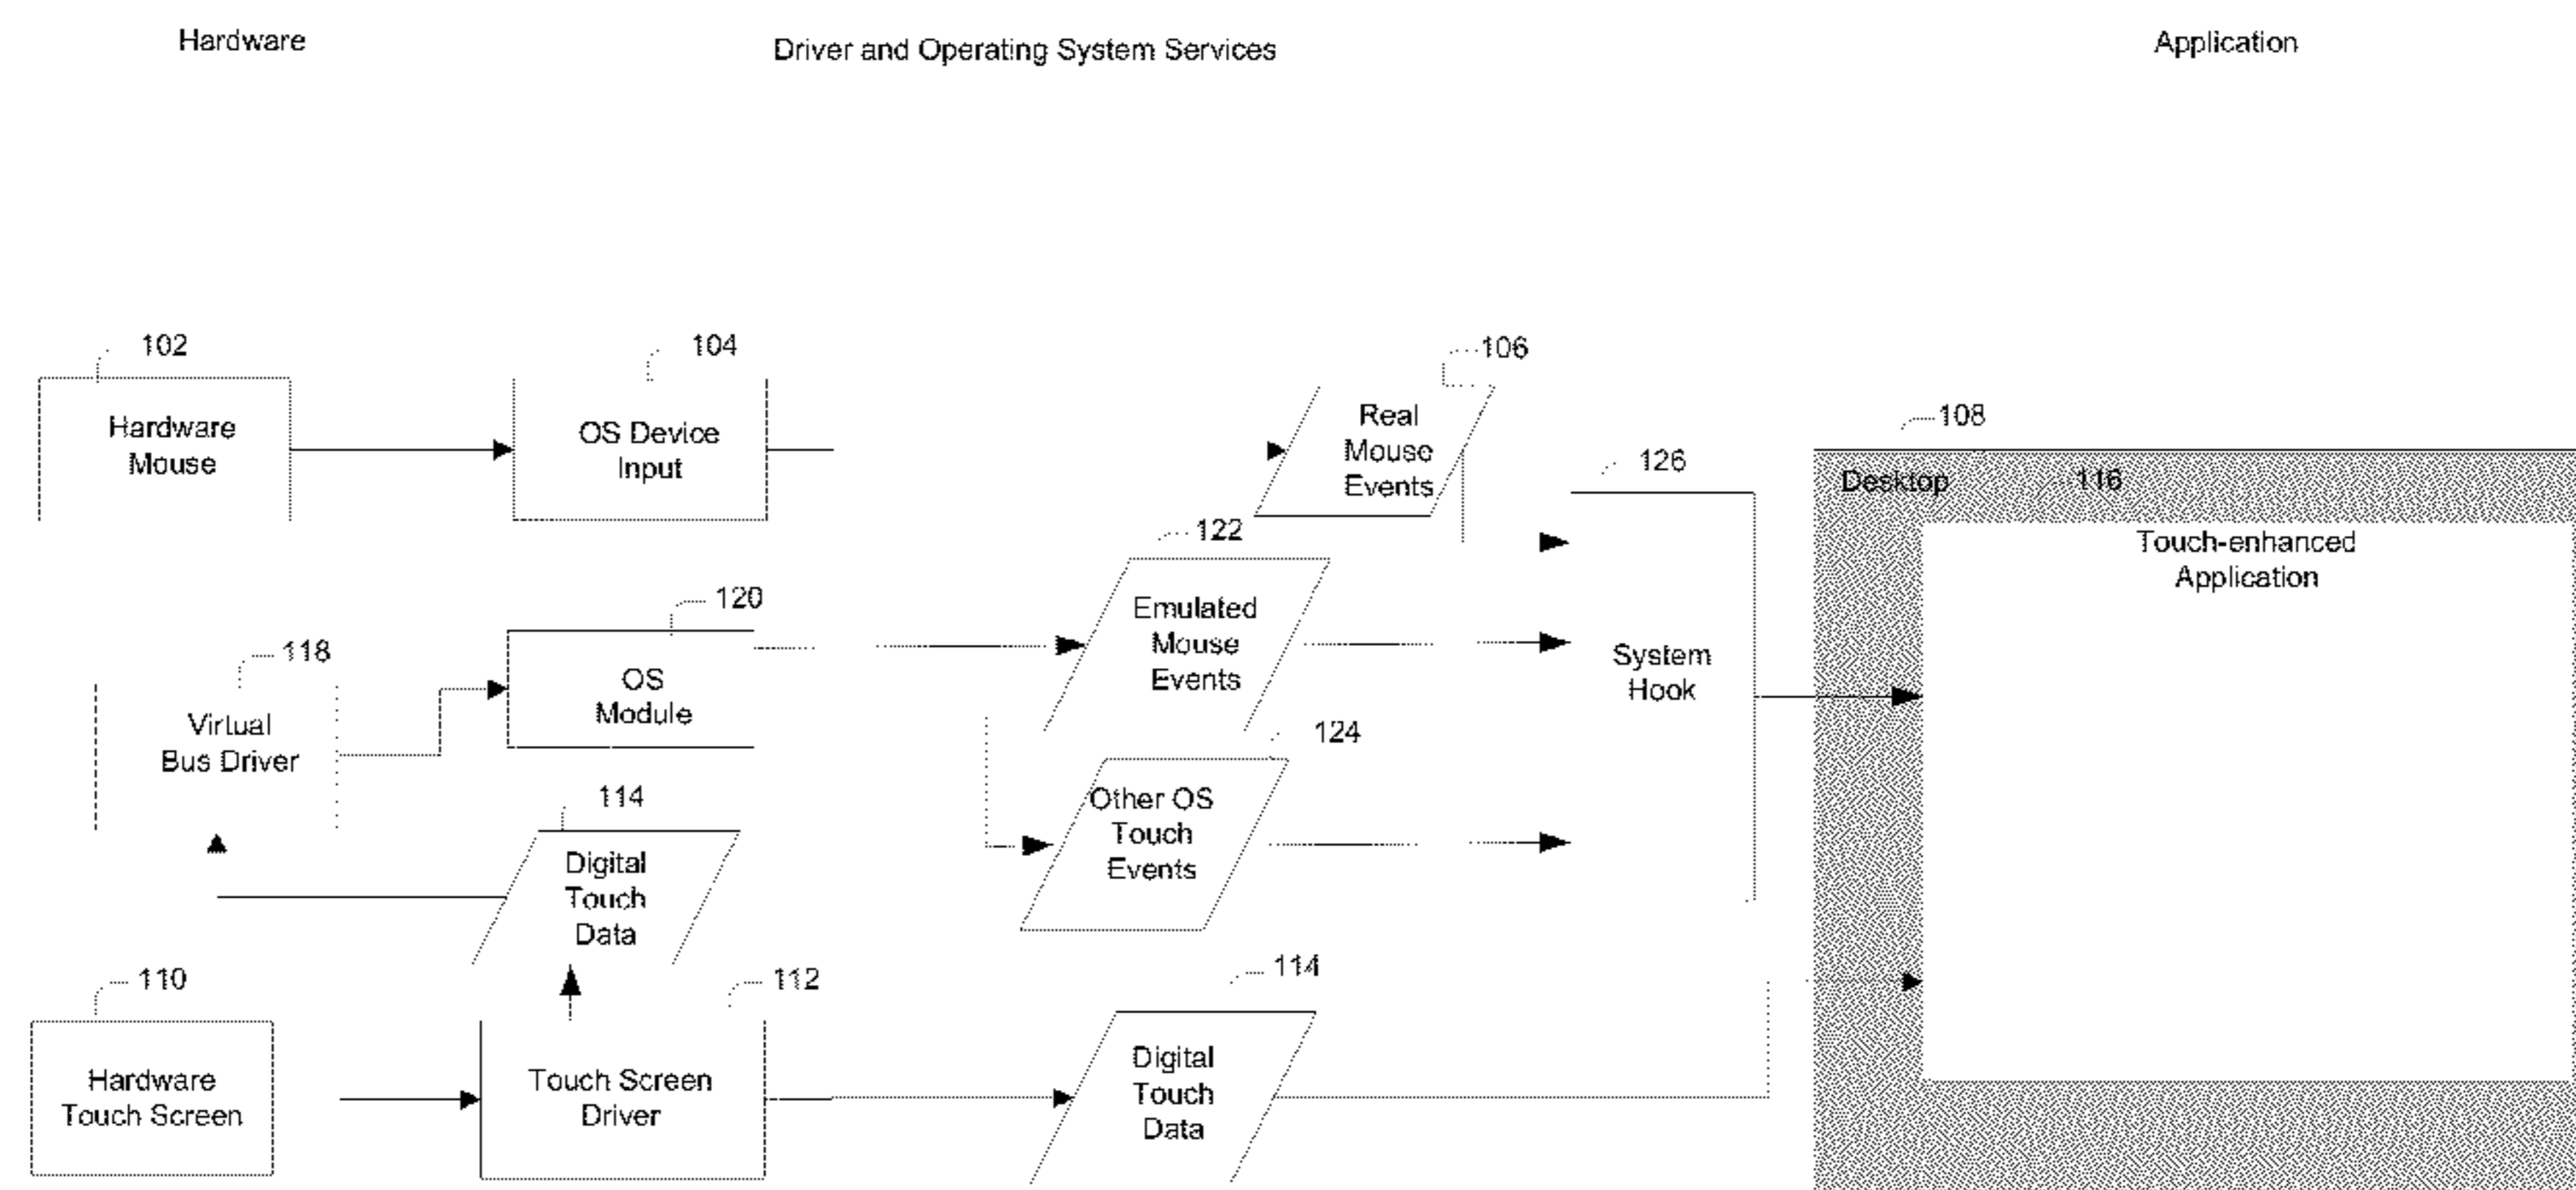 Hardware
Driver and Operating System Services
Application
102
104
106
108
Hardware
Mouse
OS Device
Input
Real
Mouse
Events
126
Desktop
116
122
Touch-enhanced
Application
120
118
Emulated
Mouse
Events
System
Hook
OS
Module
Virtual
Bus Driver
124
114
Other OS
Touch
Events
Digital
Touch
Data
110
112
114
Hardware
Touch Screen
Touch Screen
Driver
Digital
Touch
Data